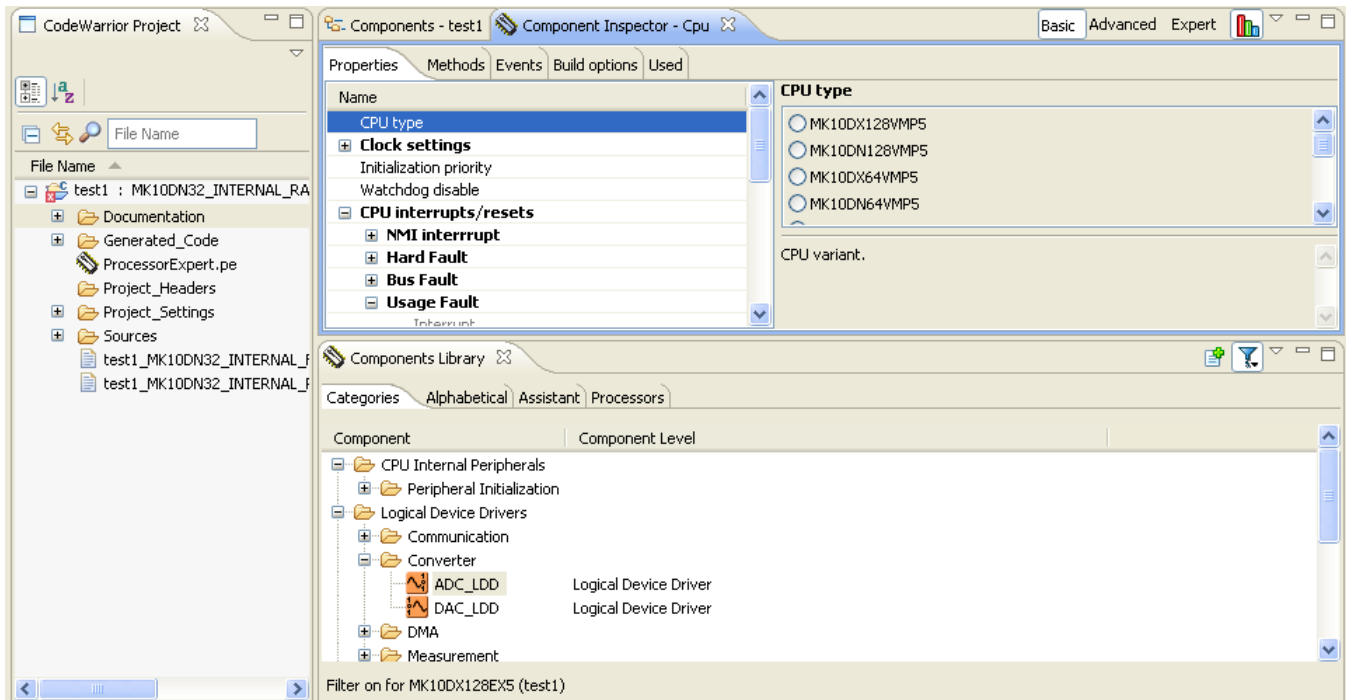 CodeWarrior Project
File Name
File Name
test1 : MK10DN32_INTERNAL_RA
Documentation
Generated_Code
ProcessorExpert.pe
Project_Headers
Project_Settings
Sources
test1_MK10DN32_INTERNAL_
test1_MK10DN32_INTERNAL_
Components - test1
Component Inspector - Cpu
Basic Advanced Expert
Properties Methods Events Build options Used
Name
CPU type
Clock settings
Initialization priority
Watchdog disable
CPU interrupts/resets
NMI interrrupt
Hard Fault
Bus Fault
Usage Fault
Interrupt
CPU type
MK10DX128VMP5
MK10DN128VMP5
MK10DX64VMP5
MK10DN64VMP5
CPU variant.
Components Library
Categories Alphabetical Assistant Processors
Component Component Level
CPU Internal Peripherals
Peripheral Initialization
Logical Device Drivers
Communication
Converter
ADC_LDD Logical Device Driver
DAC_LDD Logical Device Driver
DMA
Measurement
Filter on for MK10DX128EX5 (test1)